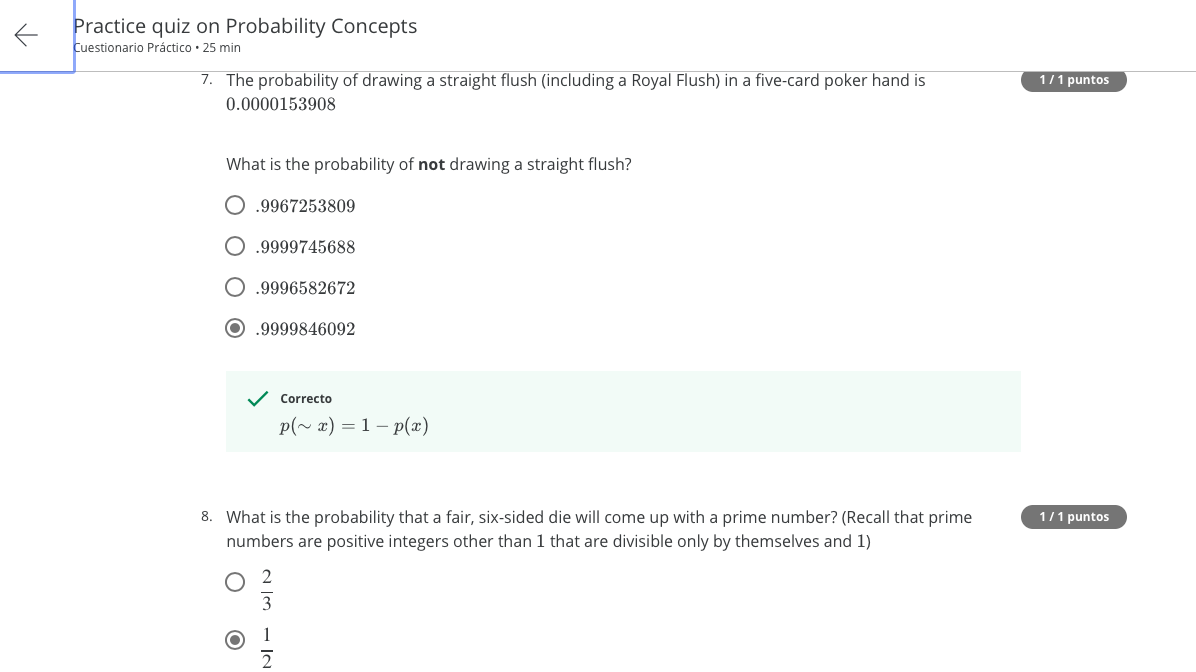 Practice quiz on Probability Concepts
Cuestionario Práctico • 25 min
7. The probability of drawing a straight flush (including a Royal Flush) in a five-card poker hand is 1 / 1 puntos
0.0000153908
What is the probability of not drawing a straight flush?
.9967253809
.9999745688
.9996582672
.9999846092
Correcto
p(∼ x) = 1 − p(x)
8. What is the probability that a fair, six-sided die will come up with a prime number? (Recall that prime 1 / 1 puntos
numbers are positive integers other than 1 that are divisible only by themselves and 1)
2
3
1
2